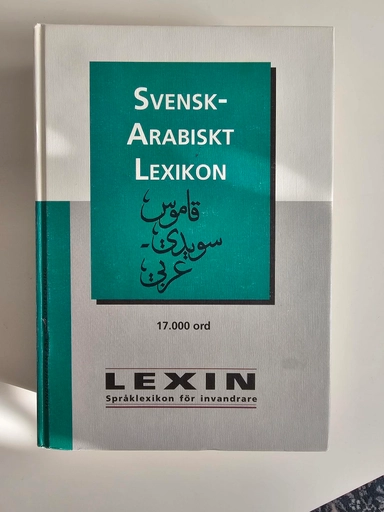 SVENSK-
ARABISKT
LEXIKON
قاموس
سويدي-
عربي
17.000 ord
LEXIN
Språklexikon för invandrare